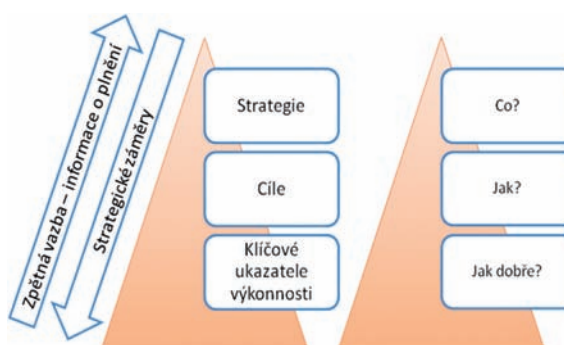 Zpětná vazba – informace o plnění
Strategické záměry
Strategie
Cíle
Klíčové
ukazatele
výkonnosti
Co?
Jak?
Jak dobře?